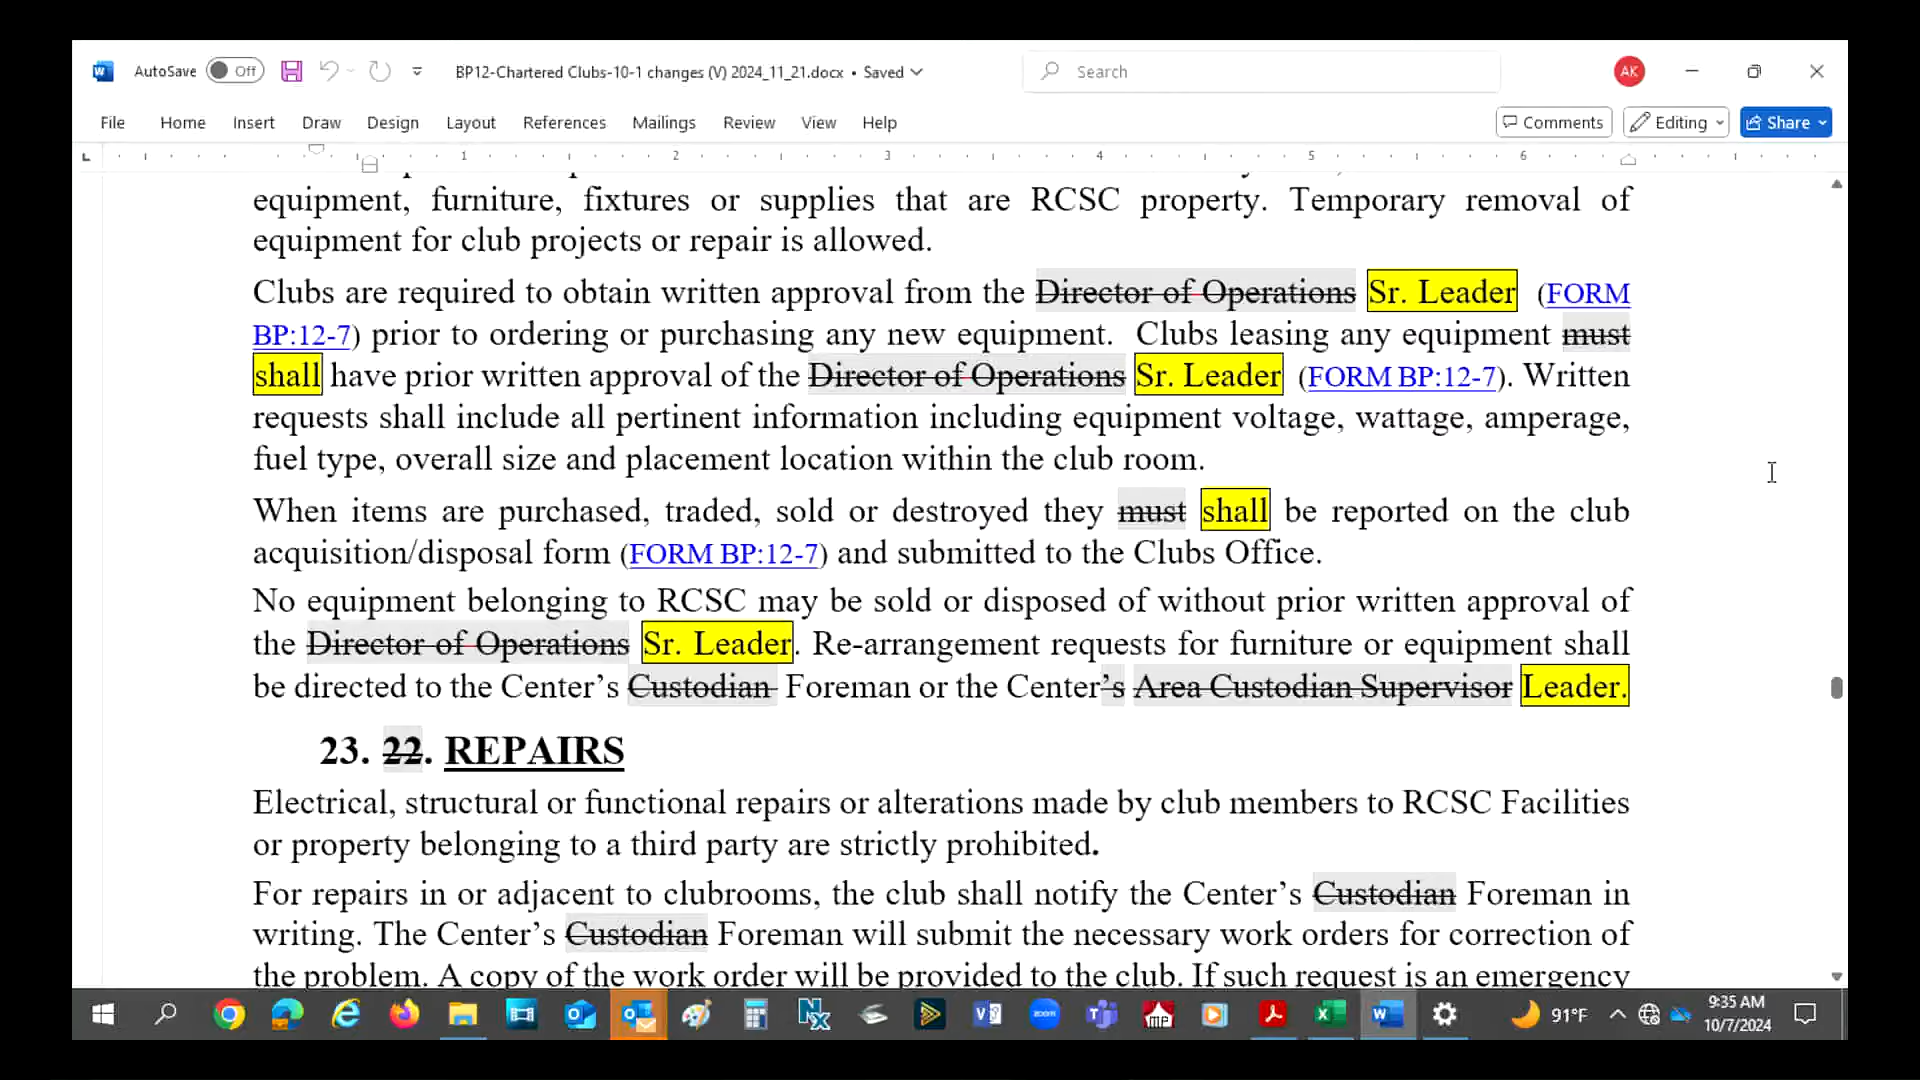 AutoSave Off BP12-Chartered Clubs-10-1 changes (V) 2024_11_21.docx • Saved Search AK
File Home Insert Draw Design Layout References Mailings Review View Help Comments Editing Share
1 2 3 4 5 6
equipment, furniture, fixtures or supplies that are RCSC property. Temporary removal of
equipment for club projects or repair is allowed.
Clubs are required to obtain written approval from the Director of Operations Sr. Leader (FORM
BP:12-7) prior to ordering or purchasing any new equipment. Clubs leasing any equipment must
shall have prior written approval of the Director of Operations Sr. Leader (FORM BP:12-7). Written
requests shall include all pertinent information including equipment voltage, wattage, amperage,
fuel type, overall size and placement location within the club room.
When items are purchased, traded, sold or destroyed they must shall be reported on the club
acquisition/disposal form (FORM BP:12-7) and submitted to the Clubs Office.
No equipment belonging to RCSC may be sold or disposed of without prior written approval of
the Director of Operations Sr. Leader. Re-arrangement requests for furniture or equipment shall
be directed to the Center’s Custodian Foreman or the Center’s Area Custodian Supervisor Leader.
23. 22. REPAIRS
Electrical, structural or functional repairs or alterations made by club members to RCSC Facilities
or property belonging to a third party are strictly prohibited.
For repairs in or adjacent to clubrooms, the club shall notify the Center’s Custodian Foreman in
writing. The Center’s Custodian Foreman will submit the necessary work orders for correction of
the problem. A copy of the work order will be provided to the club. If such request is an emergency
91°F 9:35 AM
10/7/2024